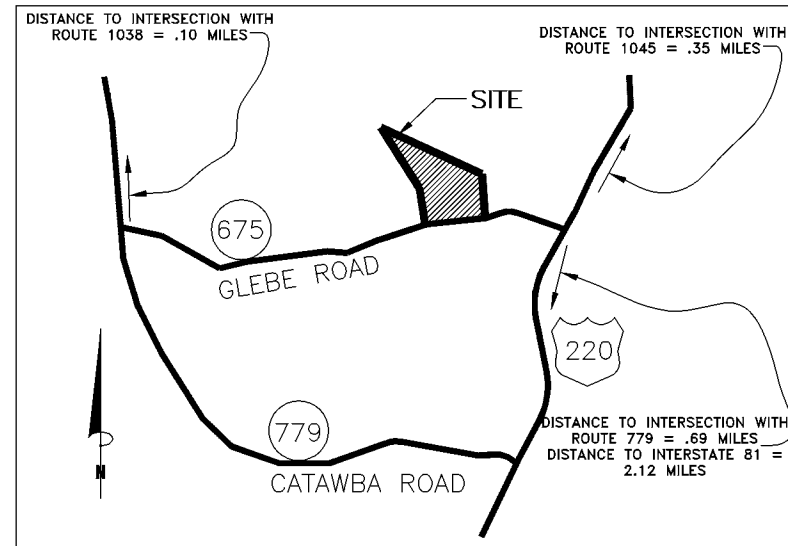 DISTANCE TO INTERSECTION WITH
ROUTE 1038 = .10 MILES
DISTANCE TO INTERSECTION WITH
ROUTE 1045 = .35 MILES
SITE
675
GLEBE ROAD
220
779
CATAWBA ROAD
N
DISTANCE TO INTERSECTION WITH
ROUTE 779 = .69 MILES
DISTANCE TO INTERSTATE 81 =
2.12 MILES